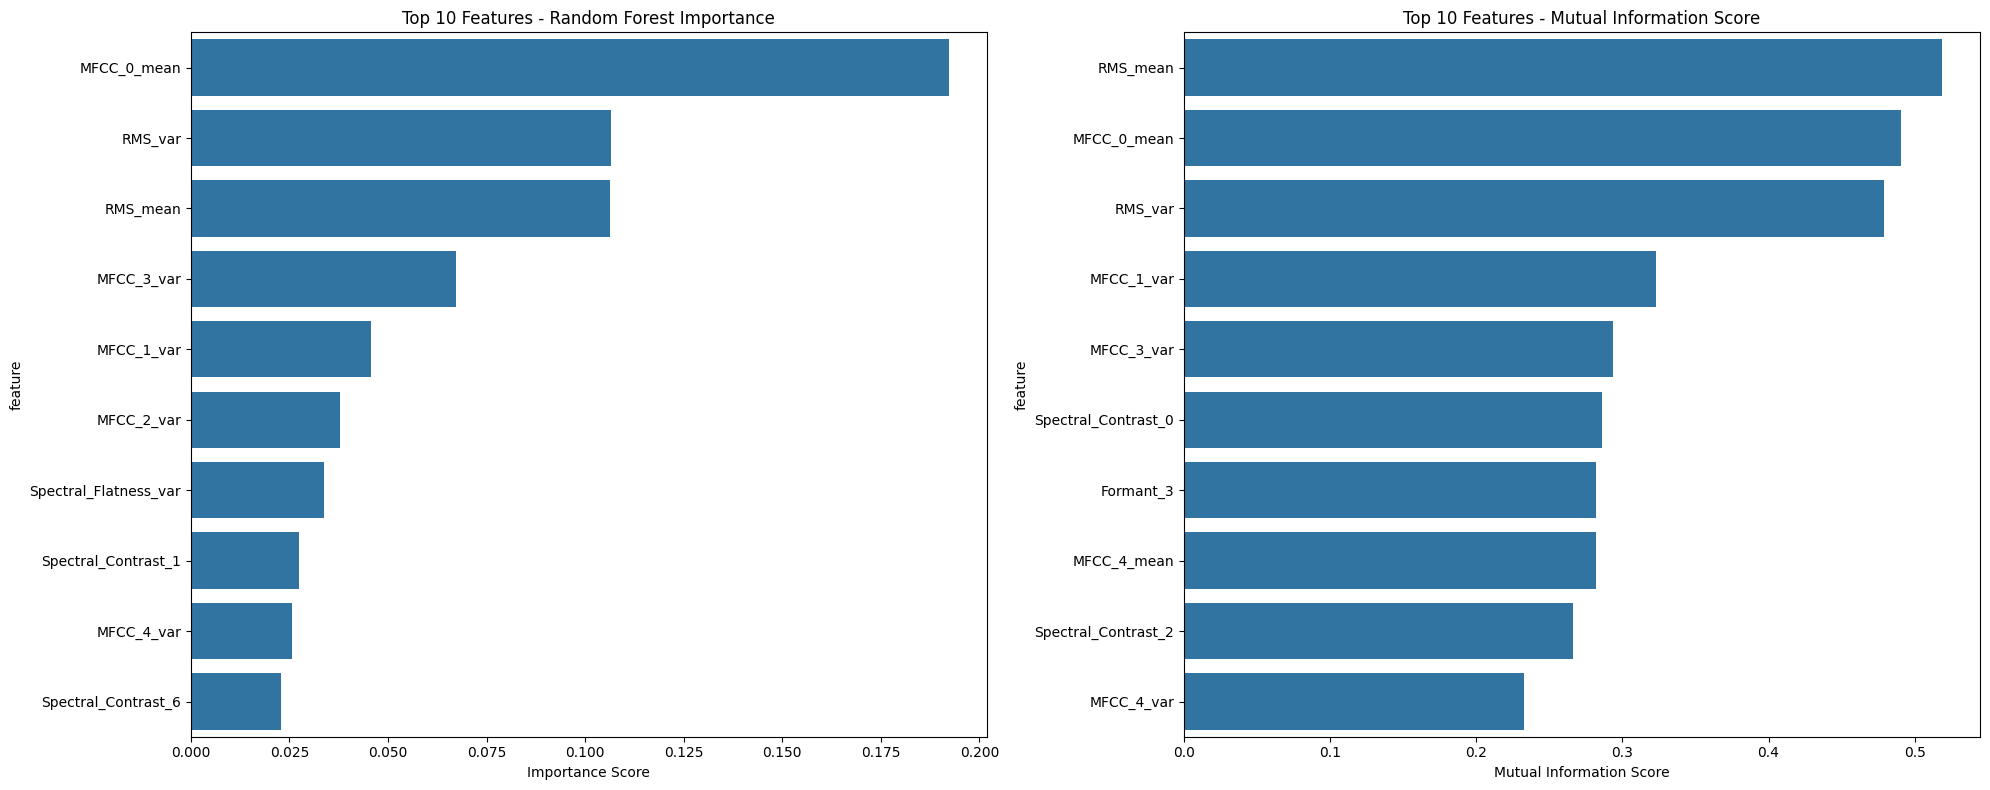 Top 10 Features - Random Forest Importance
feature
MFCC_0_mean
RMS_var
RMS_mean
MFCC_3_var
MFCC_1_var
MFCC_2_var
Spectral_Flatness_var
Spectral_Contrast_1
MFCC_4_var
Spectral_Contrast_6
0.000 0.025 0.050 0.075 0.100 0.125 0.150 0.175 0.200
Importance Score
Top 10 Features - Mutual Information Score
feature
RMS_mean
MFCC_0_mean
RMS_var
MFCC_1_var
MFCC_3_var
Spectral_Contrast_0
Formant_3
MFCC_4_mean
Spectral_Contrast_2
MFCC_4_var
0.0 0.1 0.2 0.3 0.4 0.5
Mutual Information Score